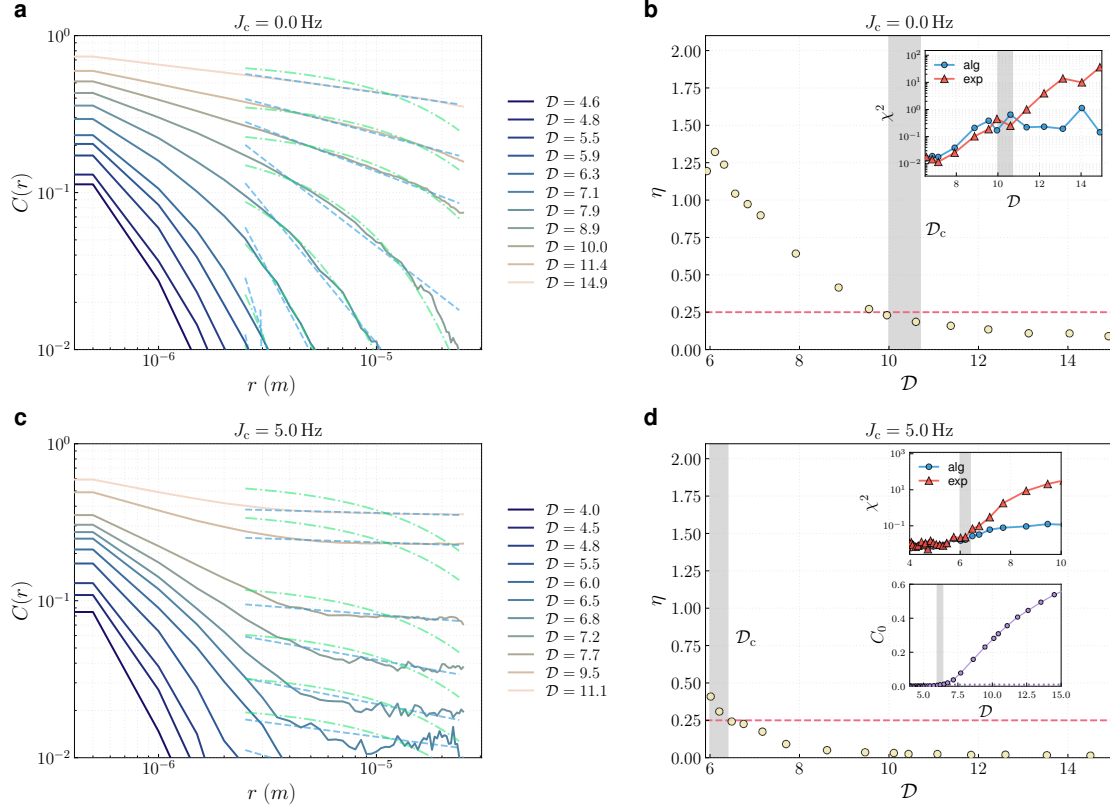 a
J_c = 0.0 Hz
10^0
10^{-1}
10^{-2}
C(r)
10^{-6}
10^{-5}
r (m)
𝒟 = 4.6
𝒟 = 4.8
𝒟 = 5.5
𝒟 = 5.9
𝒟 = 6.3
𝒟 = 7.1
𝒟 = 7.9
𝒟 = 8.9
𝒟 = 10.0
𝒟 = 11.4
𝒟 = 14.9
b
J_c = 0.0 Hz
2.00
1.75
1.50
1.25
1.00
0.75
0.50
0.25
0.00
η
6
8
10
12
14
𝒟
𝒟_c
alg
exp
10^2
10^1
10^0
10^{-1}
10^{-2}
χ^2
8
10
12
14
𝒟
c
J_c = 5.0 Hz
10^0
10^{-1}
10^{-2}
C(r)
10^{-6}
10^{-5}
r (m)
𝒟 = 4.0
𝒟 = 4.5
𝒟 = 4.8
𝒟 = 5.5
𝒟 = 6.0
𝒟 = 6.5
𝒟 = 6.8
𝒟 = 7.2
𝒟 = 7.7
𝒟 = 9.5
𝒟 = 11.1
d
J_c = 5.0 Hz
2.00
1.75
1.50
1.25
1.00
0.75
0.50
0.25
0.00
η
6
8
10
12
14
𝒟
𝒟_c
alg
exp
10^3
10^1
10^{-1}
χ^2
4
6
8
10
0.6
0.4
0.2
0.0
C_0
5.0
7.5
10.0
12.5
15.0
𝒟